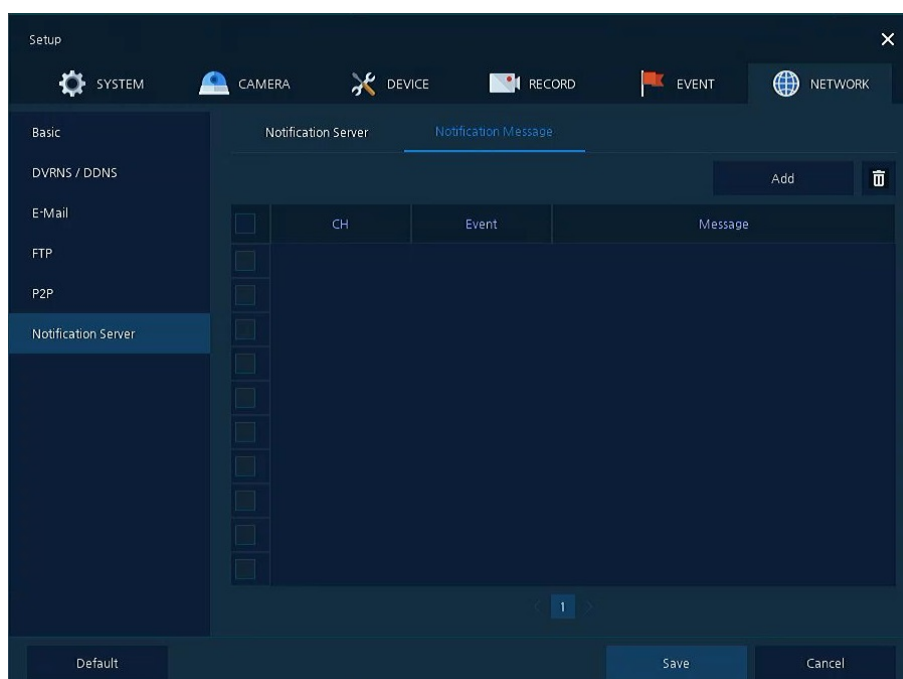 Setup
SYSTEM CAMERA DEVICE RECORD EVENT NETWORK
Basic
DVRNS / DDNS
E-Mail
FTP
P2P
Notification Server
Notification Server Notification Message
Add
CH Event Message
1
Default Save Cancel